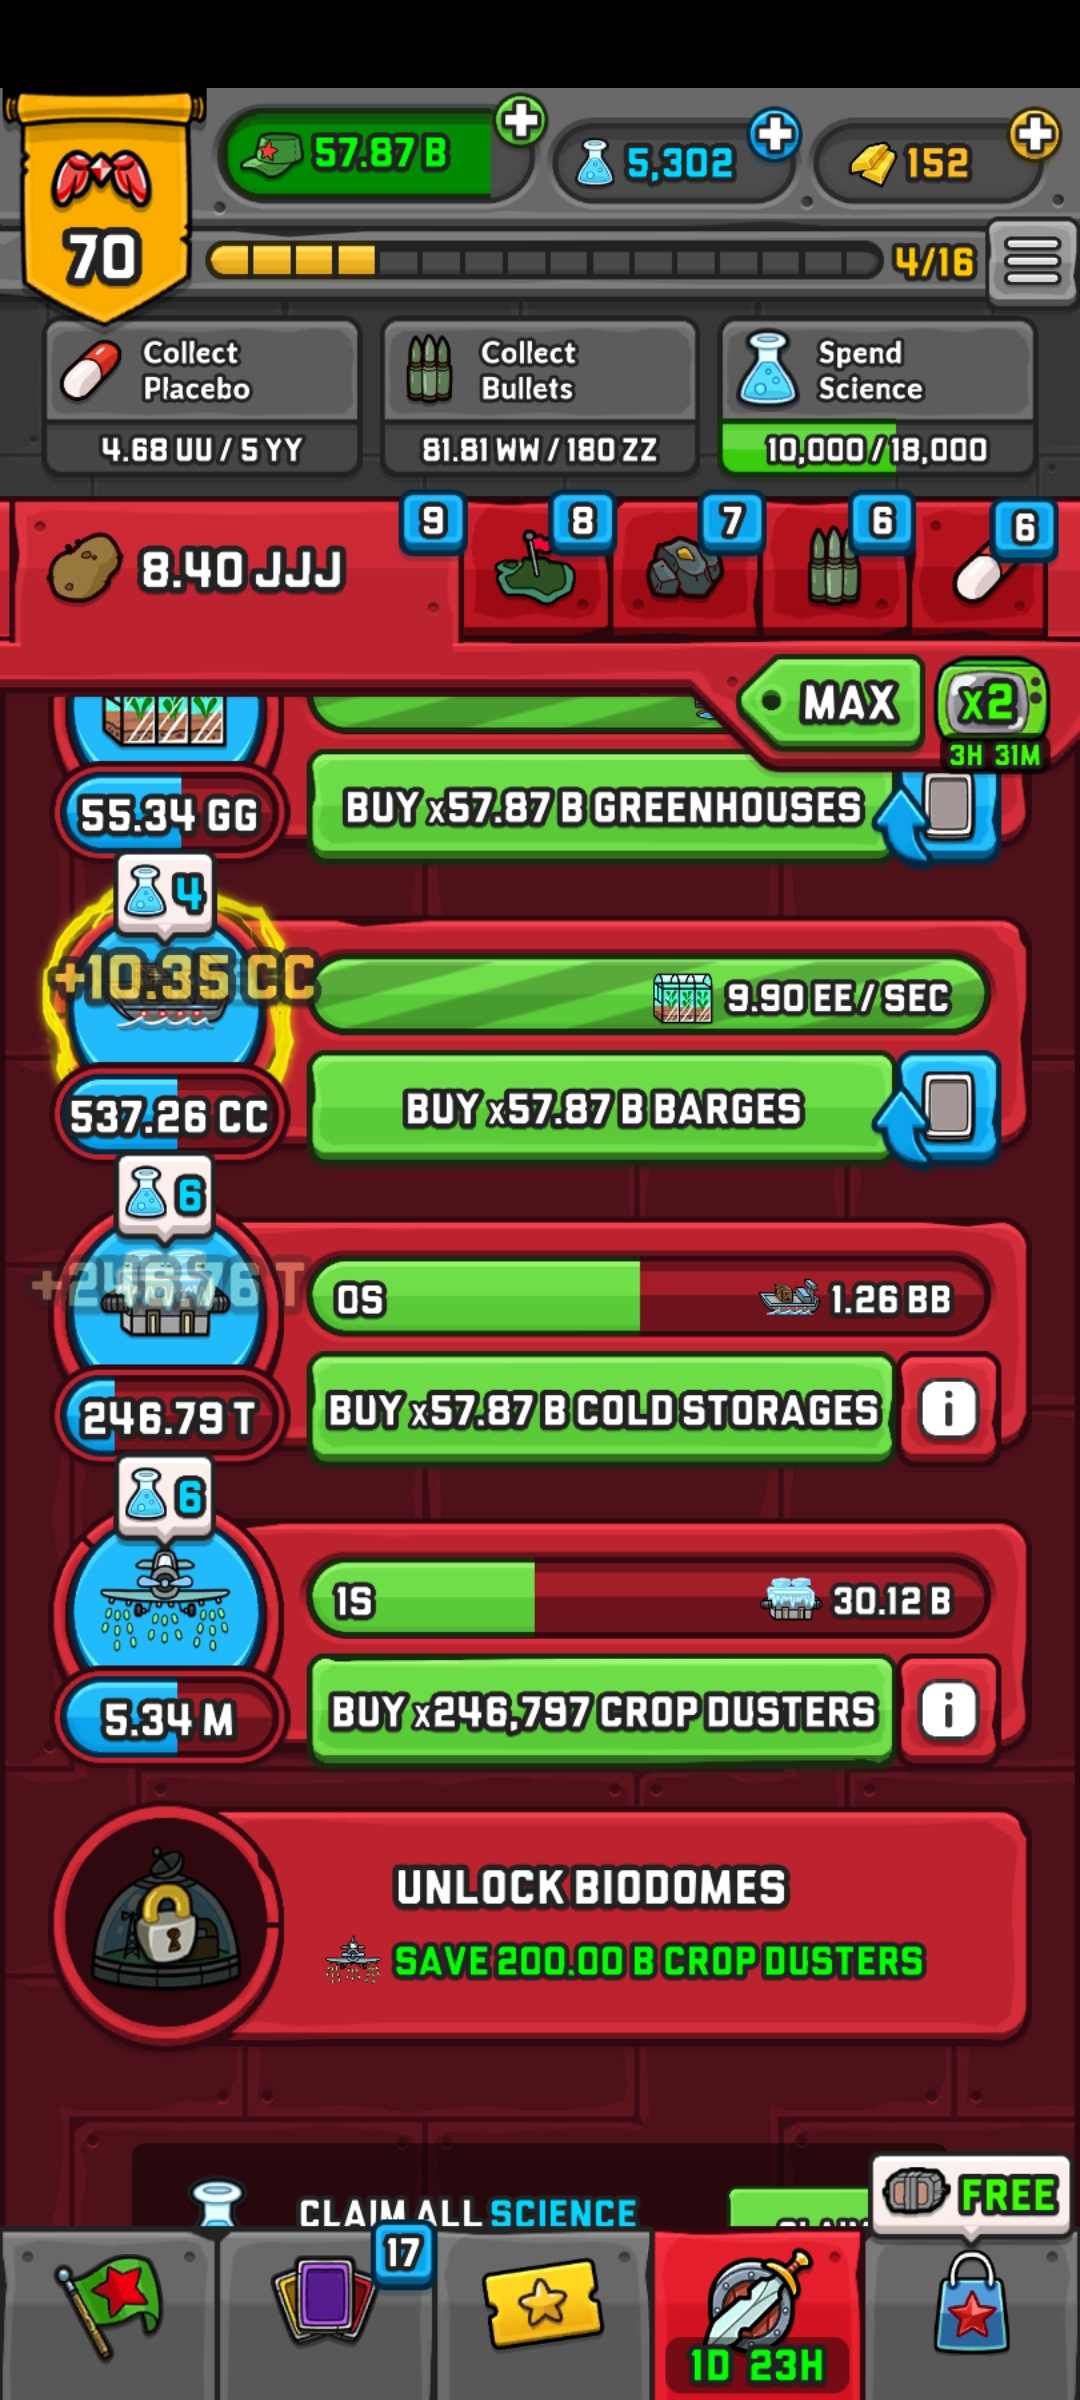 57.87 B
5,302
152
70
4/16
Collect
Placebo
4.68 UU / 5 YY
Collect
Bullets
81.81 WW / 180 ZZ
Spend
Science
10,000 / 18,000
8.40 JJJ
9
8
7
6
6
MAX
x2
3H 31M
55.34 GG
BUY x57.87 B GREENHOUSES
4
+10.35 CC
9.90 EE / SEC
537.26 CC
BUY x57.87 B BARGES
6
+246.76 T
0S
1.26 BB
246.79 T
BUY x57.87 B COLD STORAGES
i
6
1S
30.12 B
5.34 M
BUY x246,797 CROP DUSTERS
i
UNLOCK BIODOMES
SAVE 200.00 B CROP DUSTERS
CLAIM ALL SCIENCE
FREE
17
1D 23H